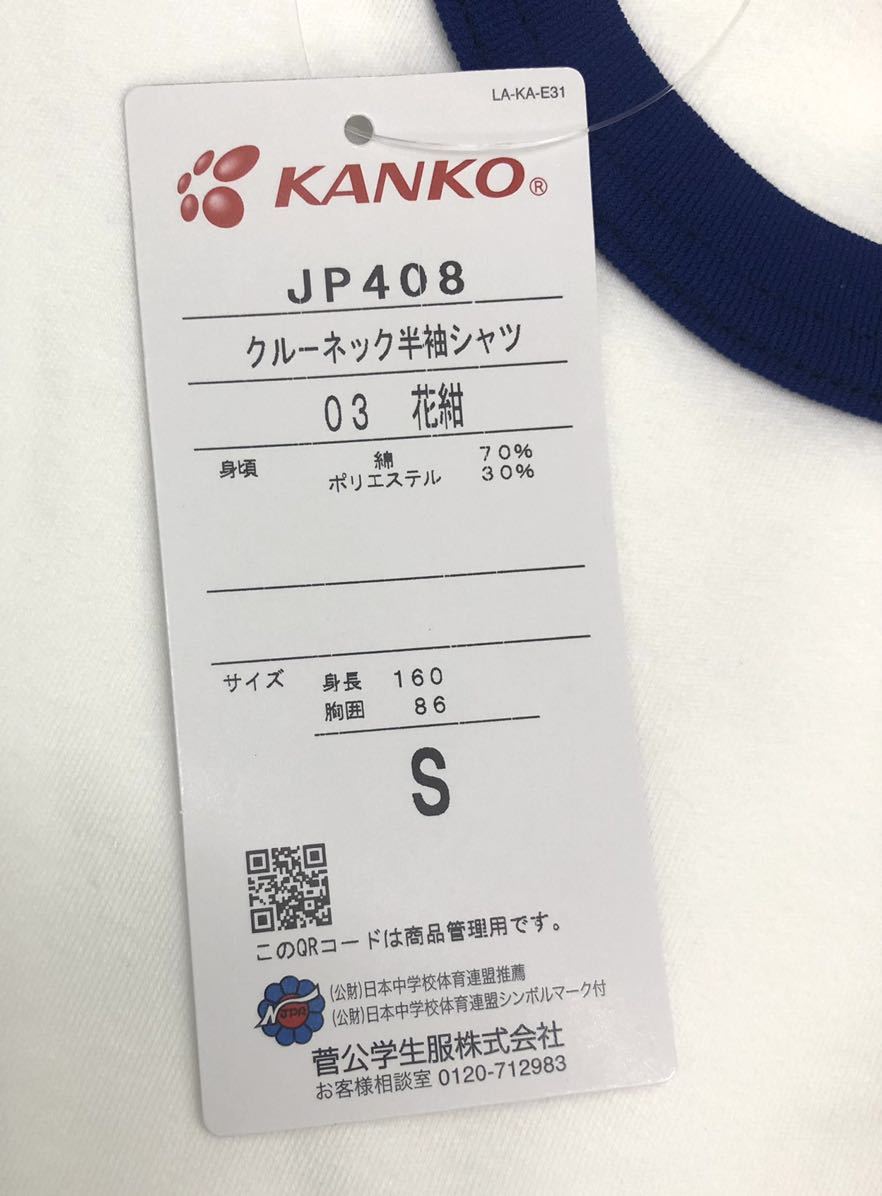 LA-KA-E31
KANKO®
JP408
クルーネック半袖シャツ
03 花紺
身頃 綿 70%
ポリエステル 30%
サイズ 身長 160
胸囲 86
S
このQRコードは商品管理用です。
(公財)日本中学校体育連盟推薦
(公財)日本中学校体育連盟シンボルマーク付
N JPA
菅公学生服株式会社
お客様相談室 0120-712983